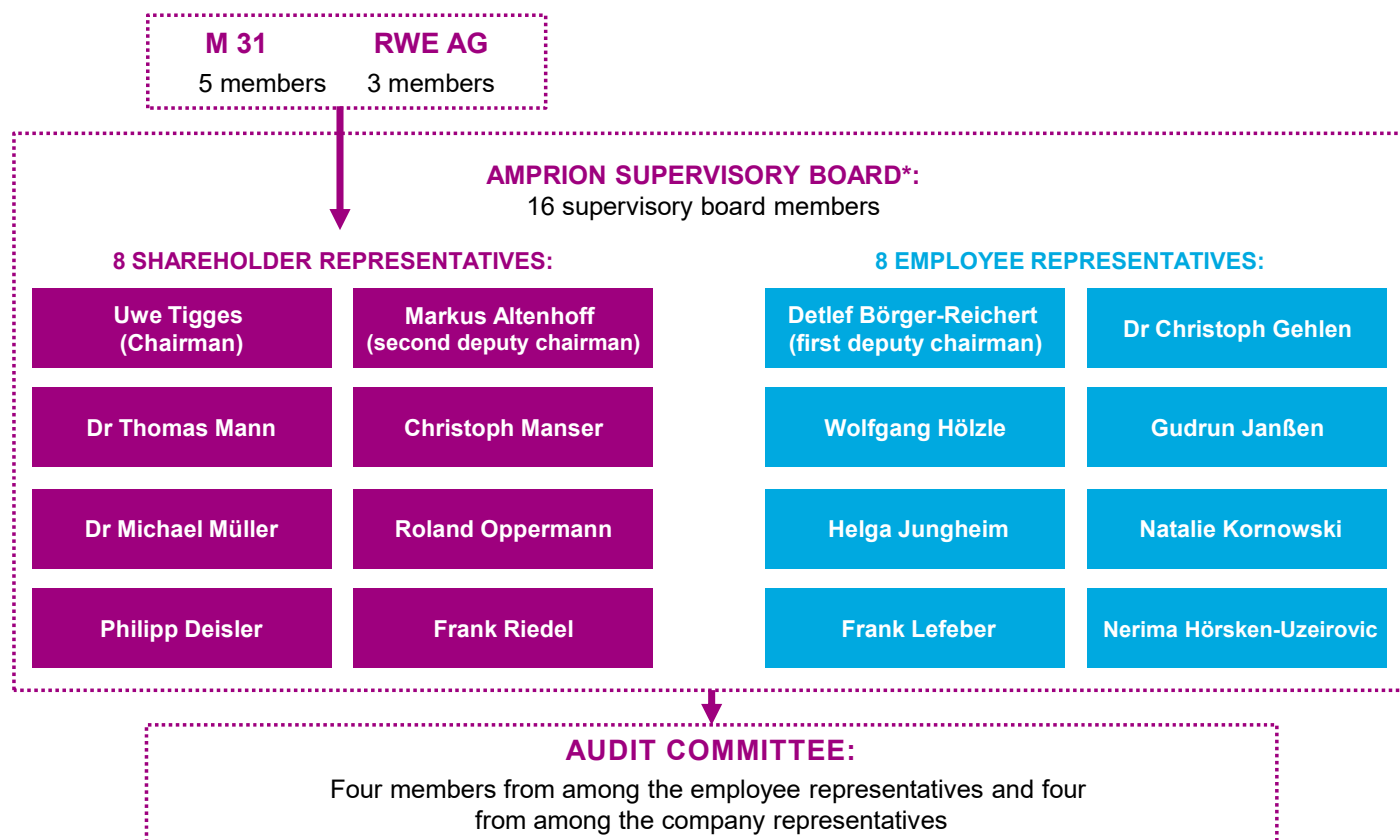 M 31
RWE AG
5 members
3 members
AMPRION SUPERVISORY BOARD*:
16 supervisory board members
8 SHAREHOLDER REPRESENTATIVES:
Uwe Tigges
(Chairman)
Markus Altenhoff
(second deputy chairman)
Dr Thomas Mann
Christoph Manser
Dr Michael Müller
Roland Oppermann
Philipp Deisler
Frank Riedel
8 EMPLOYEE REPRESENTATIVES:
Detlef Börger-Reichert
(first deputy chairman)
Dr Christoph Gehlen
Wolfgang Hölzle
Gudrun Janßen
Helga Jungheim
Natalie Kornowski
Frank Lefeber
Nerima Hörsken-Uzeirovic
AUDIT COMMITTEE:
Four members from among the employee representatives and four
from among the company representatives